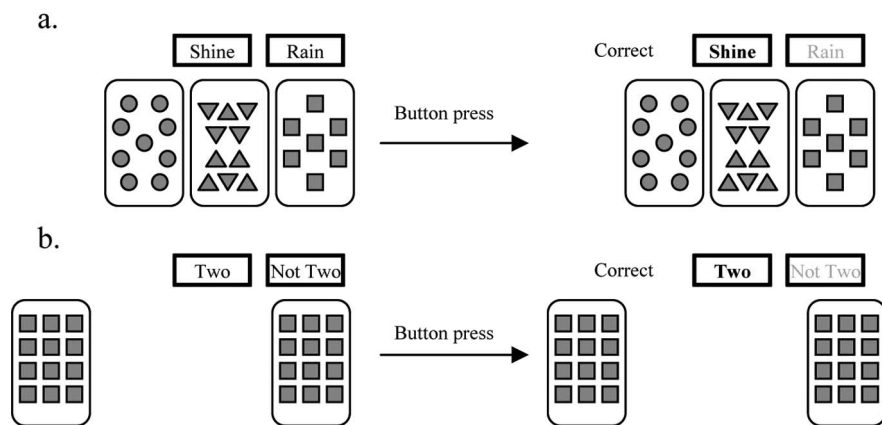 a.
Shine Rain
Correct Shine Rain
Button press
b.
Two Not Two
Correct Two Not Two
Button press